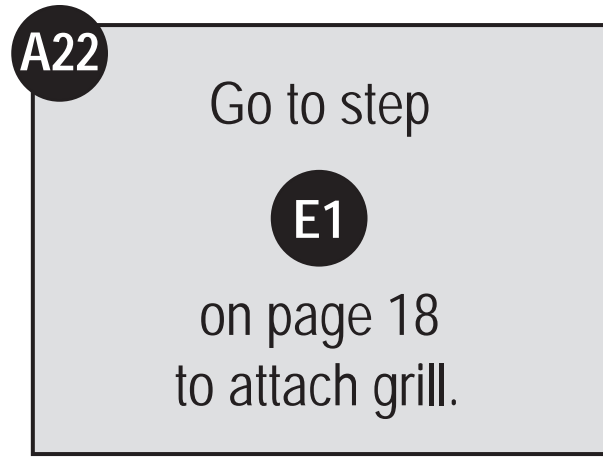 A22
Go to step
E1
on page 18
to attach grill.